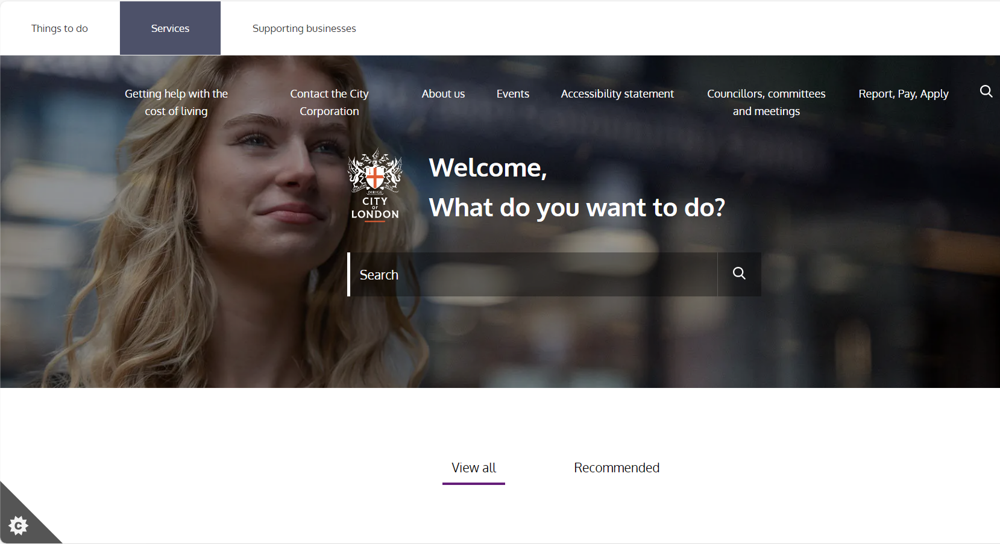 Things to do
Services
Supporting businesses
Getting help with the
cost of living
Contact the City
Corporation
About us
Events
Accessibility statement
Councillors, committees
and meetings
Report, Pay, Apply
DOMINE DIRIGE NOS
CITY
OF
LONDON
Welcome,
What do you want to do?
Search
View all
Recommended
C